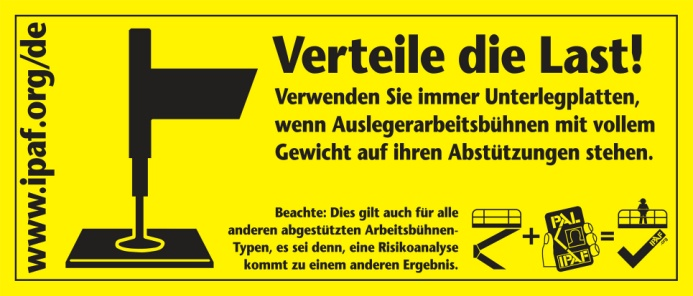 www.ipaf.org/de
Verteile die Last!
Verwenden Sie immer Unterlegplatten,
wenn Auslegerarbeitsbühnen mit vollem
Gewicht auf ihren Abstützungen stehen.
Beachte: Dies gilt auch für alle
anderen abgestützten Arbeitsbühnen-
Typen, es sei denn, eine Risikoanalyse
kommt zu einem anderen Ergebnis.
+
PAL
IPAF
=
IPAF
.org